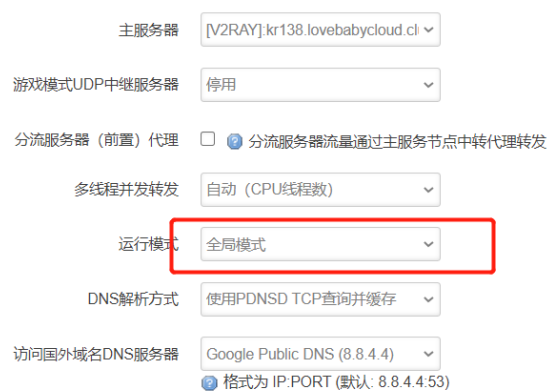 主服务器 [V2RAY]:kr138.lovebabycloud.cl
游戏模式UDP中继服务器 停用
分流服务器（前置）代理 分流服务器流量通过主服务节点中转代理转发
多线程并发转发 自动（CPU线程数）
运行模式 全局模式
DNS解析方式 使用PDNSD TCP查询并缓存
访问国外域名DNS服务器 Google Public DNS (8.8.4.4)
格式为 IP:PORT (默认: 8.8.4.4:53)